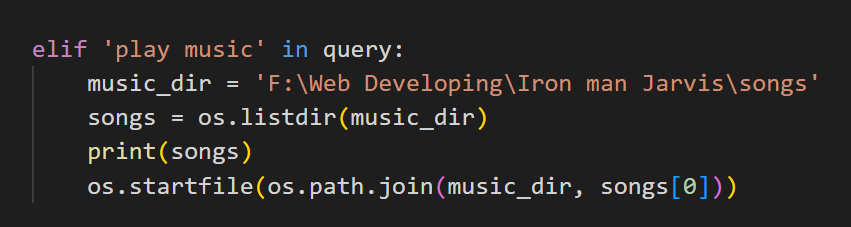 elif 'play music' in query:
music_dir = 'F:\Web Developing\Iron man Jarvis\songs'
songs = os.listdir(music_dir)
print(songs)
os.startfile(os.path.join(music_dir, songs[0]))